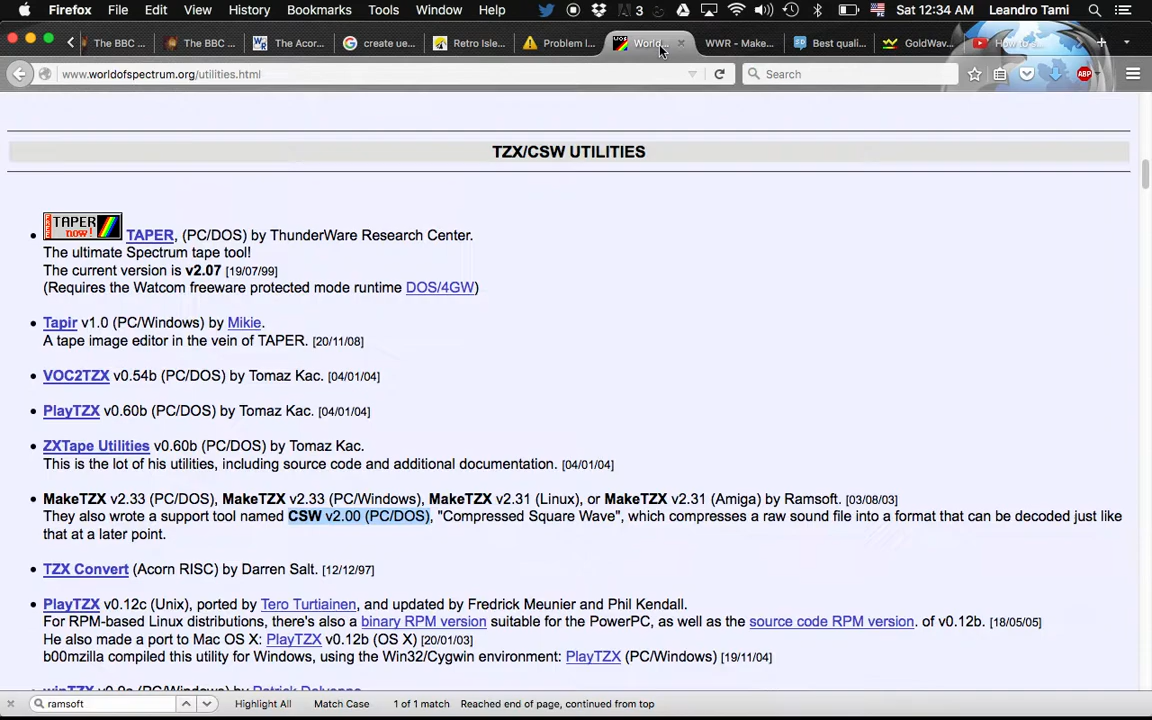 Firefox File Edit View History Bookmarks Tools Window Help 3 Sat 12:34 AM Leandro Tami
The BBC ... The BBC ... The Acor... create ue... Retro Isle... Problem l... World... WWR - Make... Best quali... GoldWav... How to s...
www.worldofspectrum.org/utilities.html Search ABP
TZX/CSW UTILITIES
TAPER now! TAPER, (PC/DOS) by ThunderWare Research Center.
The ultimate Spectrum tape tool!
The current version is v2.07 [19/07/99]
(Requires the Watcom freeware protected mode runtime DOS/4GW)
Tapir v1.0 (PC/Windows) by Mikie.
A tape image editor in the vein of TAPER. [20/11/08]
VOC2TZX v0.54b (PC/DOS) by Tomaz Kac. [04/01/04]
PlayTZX v0.60b (PC/DOS) by Tomaz Kac. [04/01/04]
ZXTape Utilities v0.60b (PC/DOS) by Tomaz Kac.
This is the lot of his utilities, including source code and additional documentation. [04/01/04]
MakeTZX v2.33 (PC/DOS), MakeTZX v2.33 (PC/Windows), MakeTZX v2.31 (Linux), or MakeTZX v2.31 (Amiga) by Ramsoft. [03/08/03]
They also wrote a support tool named CSW v2.00 (PC/DOS), "Compressed Square Wave", which compresses a raw sound file into a format that can be decoded just like
that at a later point.
TZX Convert (Acorn RISC) by Darren Salt. [12/12/97]
PlayTZX v0.12c (Unix), ported by Tero Turtiainen, and updated by Fredrick Meunier and Phil Kendall.
For RPM-based Linux distributions, there's also a binary RPM version suitable for the PowerPC, as well as the source code RPM version. of v0.12b. [18/05/05]
He also made a port to Mac OS X: PlayTZX v0.12b (OS X) [20/01/03]
b00mzilla compiled this utility for Windows, using the Win32/Cygwin environment: PlayTZX (PC/Windows) [19/11/04]
winTZX v0.9a (PC/Windows) by Patrick Delvenne
ramsoft Highlight All Match Case 1 of 1 match Reached end of page, continued from top